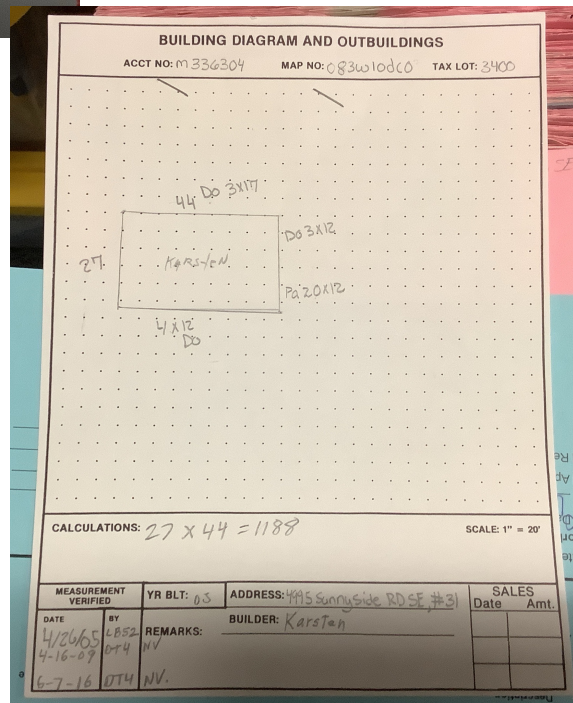 BUILDING DIAGRAM AND OUTBUILDINGS
ACCT NO: M336304 MAP NO: 083W10dC0 TAX LOT: 3400
44 Do 3X17
Do 3X12
27
KARSTEN
Pa 20X12
4X12
Do
CALCULATIONS: 27 X 44 = 1188 SCALE: 1" = 20'
MEASUREMENT VERIFIED YR BLT: 05 ADDRESS: 4995 Sunnyside RD SE, #31 SALES
Date Amt.
DATE BY REMARKS: BUILDER: Karsten
4/26/05 LB52
4-16-09 DT4 NV
6-7-16 DT4 NV.